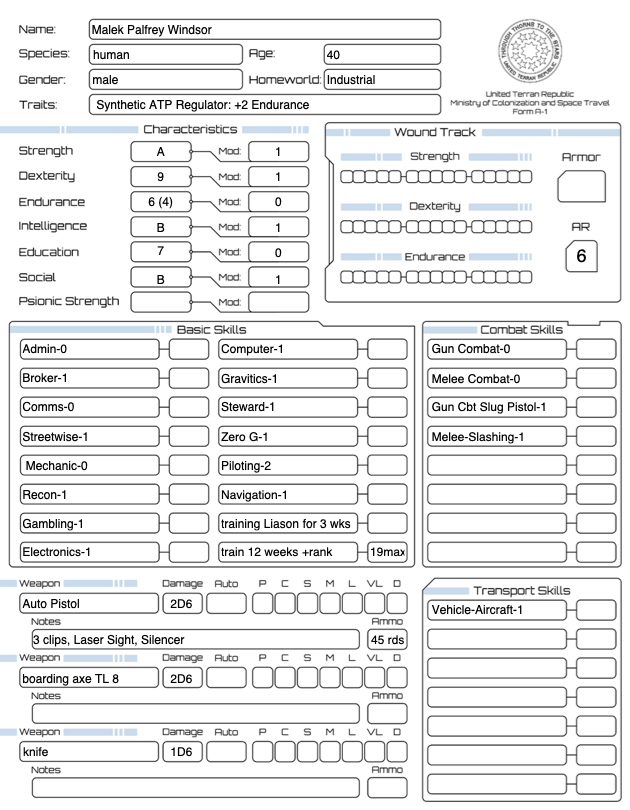 Name: Malek Palfrey Windsor
Species: human Age: 40
Gender: male Homeworld: Industrial
Traits: Synthetic ATP Regulator: +2 Endurance
THROUGH THORNS TO THE STARS
UNITED TERRAN REPUBLIC
United Terran Republic
Ministry of Colonization and Space Travel
Form A-1
Characteristics
Strength A Mod: 1
Dexterity 9 Mod: 1
Endurance 6 (4) Mod: 0
Intelligence B Mod: 1
Education 7 Mod: 0
Social B Mod: 1
Psionic Strength Mod:
Wound Track
Strength
Dexterity
Endurance
Armor
AR
6
Basic Skills
Admin-0 Computer-1
Broker-1 Gravitics-1
Comms-0 Steward-1
Streetwise-1 Zero G-1
Mechanic-0 Piloting-2
Recon-1 Navigation-1
Gambling-1 training Liason for 3 wks
Electronics-1 train 12 weeks +rank 19max
Combat Skills
Gun Combat-0
Melee Combat-0
Gun Cbt Slug Pistol-1
Melee-Slashing-1
Weapon Damage Auto P C S M L VL D
Auto Pistol 2D6
Notes Ammo
3 clips, Laser Sight, Silencer 45 rds
Weapon Damage Auto P C S M L VL D
boarding axe TL 8 2D6
Notes Ammo
Weapon Damage Auto P C S M L VL D
knife 1D6
Notes Ammo
Transport Skills
Vehicle-Aircraft-1